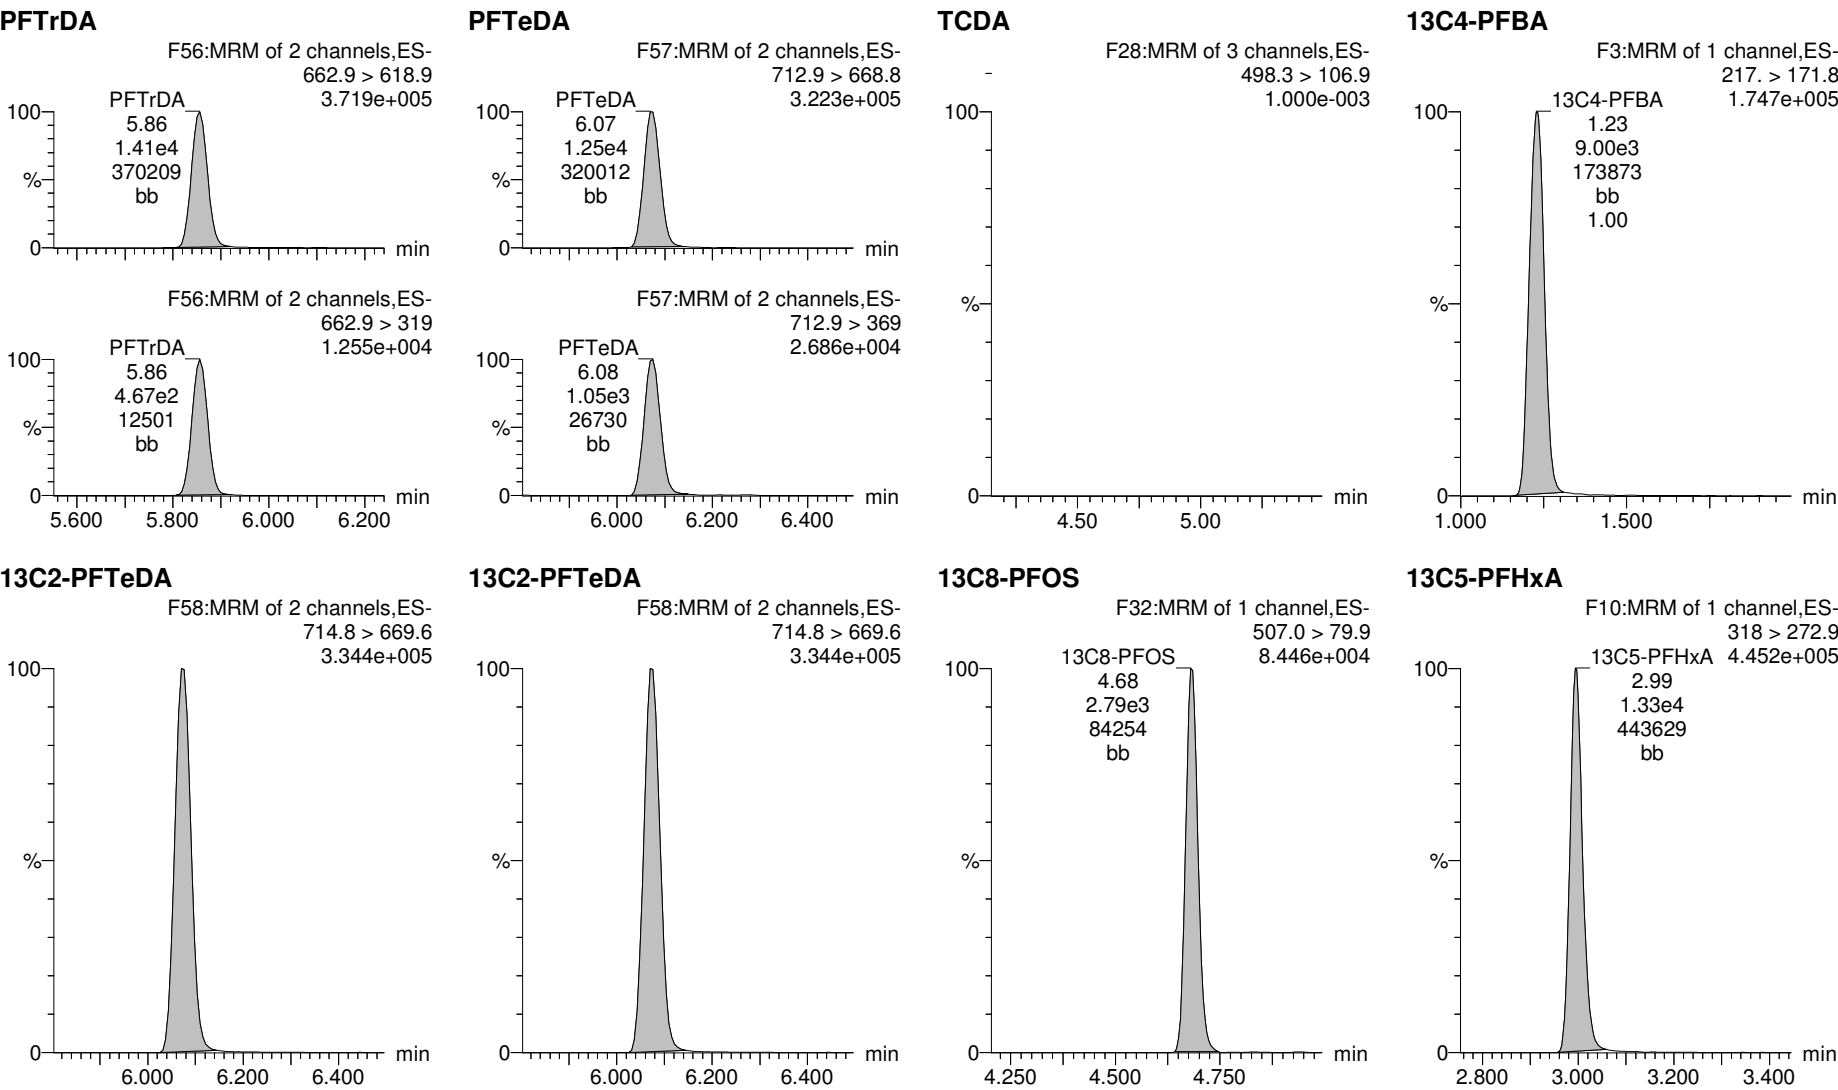 PFTrDA
F56:MRM of 2 channels,ES-
662.9 > 618.9
3.719e+005
PFTrDA
5.86
1.41e4
370209
bb
100
%
0
min
F56:MRM of 2 channels,ES-
662.9 > 319
1.255e+004
PFTrDA
5.86
4.67e2
12501
bb
100
%
0
min
5.600 5.800 6.000 6.200
PFTeDA
F57:MRM of 2 channels,ES-
712.9 > 668.8
3.223e+005
PFTeDA
6.07
1.25e4
320012
bb
100
%
0
min
F57:MRM of 2 channels,ES-
712.9 > 369
2.686e+004
PFTeDA
6.08
1.05e3
26730
bb
100
%
0
min
6.000 6.200 6.400
TCDA
F28:MRM of 3 channels,ES-
498.3 > 106.9
1.000e-003
100
%
0
min
4.50 5.00
13C4-PFBA
F3:MRM of 1 channel,ES-
217. > 171.8
1.747e+005
13C4-PFBA
1.23
9.00e3
173873
bb
1.00
100
%
0
min
1.000 1.500
13C2-PFTeDA
F58:MRM of 2 channels,ES-
714.8 > 669.6
3.344e+005
100
%
0
min
6.000 6.200 6.400
13C2-PFTeDA
F58:MRM of 2 channels,ES-
714.8 > 669.6
3.344e+005
100
%
0
min
6.000 6.200 6.400
13C8-PFOS
F32:MRM of 1 channel,ES-
507.0 > 79.9
8.446e+004
13C8-PFOS
4.68
2.79e3
84254
bb
100
%
0
min
4.250 4.500 4.750
13C5-PFHxA
F10:MRM of 1 channel,ES-
318 > 272.9
4.452e+005
13C5-PFHxA
2.99
1.33e4
443629
bb
100
%
0
min
2.800 3.000 3.200 3.400